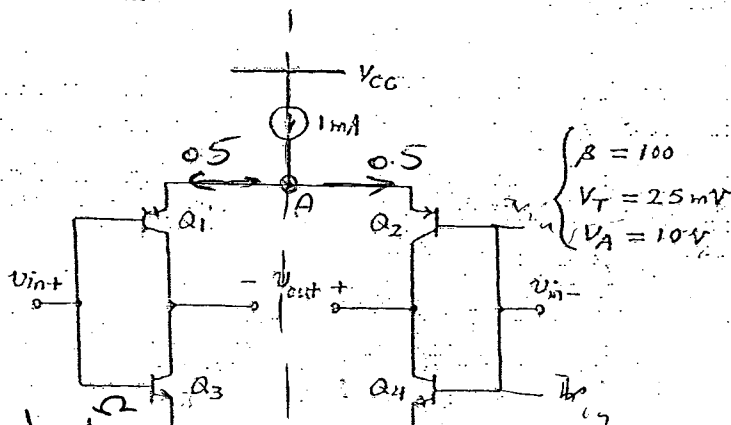 VCC
1mA
0.5 0.5
A
β = 100
VT = 25mV
VA = 10V
Q1 Q2
vin+ - vout + vin-
Q3 Q4
Ω